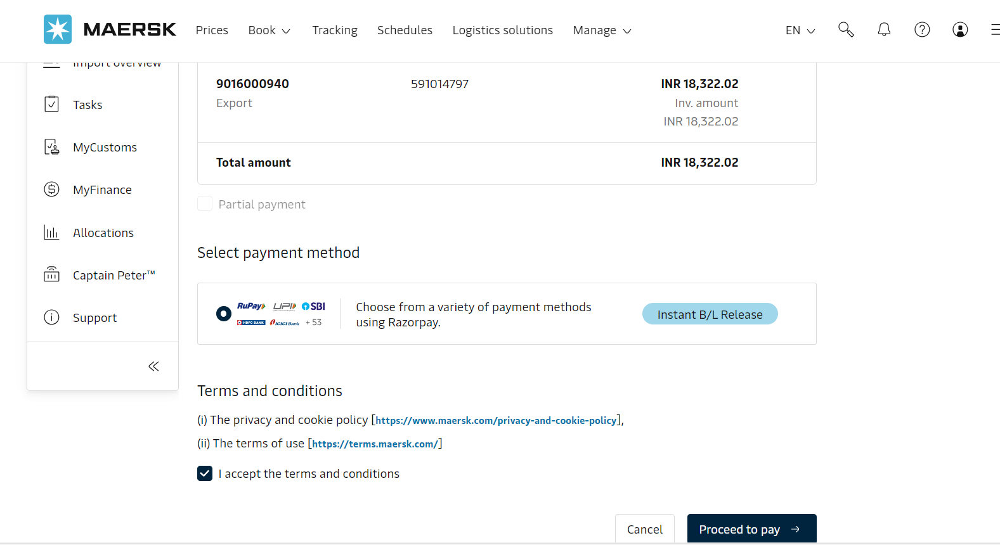 MAERSK
Prices
Book
Tracking
Schedules
Logistics solutions
Manage
EN
Import overview
Tasks
MyCustoms
MyFinance
Allocations
Captain Peter™
Support
9016000940
591014797
INR 18,322.02
Export
Inv. amount
INR 18,322.02
Total amount
INR 18,322.02
Partial payment
Select payment method
RuPay UPI SBI
HDFC BANK ICICI Bank + 53
Choose from a variety of payment methods
using Razorpay.
Instant B/L Release
Terms and conditions
(i) The privacy and cookie policy [https://www.maersk.com/privacy-and-cookie-policy],
(ii) The terms of use [https://terms.maersk.com/]
I accept the terms and conditions
Cancel
Proceed to pay